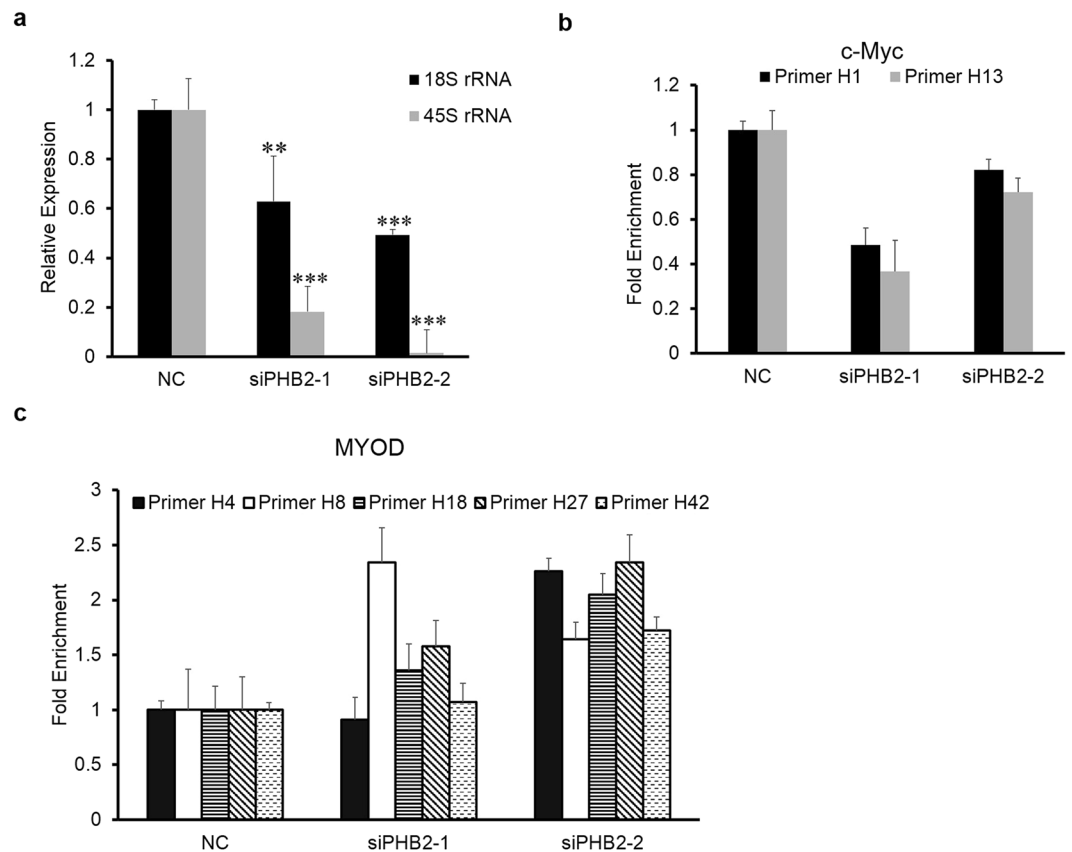 a
1.2
1
0.8
0.6
0.4
0.2
0
Relative Expression
18S rRNA
45S rRNA
**
***
***
***
NC siPHB2-1 siPHB2-2
b
c-Myc
Primer H1 Primer H13
1.2
1
0.8
0.6
0.4
0.2
0
Fold Enrichment
NC siPHB2-1 siPHB2-2
c
MYOD
Primer H4 Primer H8 Primer H18 Primer H27 Primer H42
3
2.5
2
1.5
1
0.5
0
Fold Enrichment
NC siPHB2-1 siPHB2-2